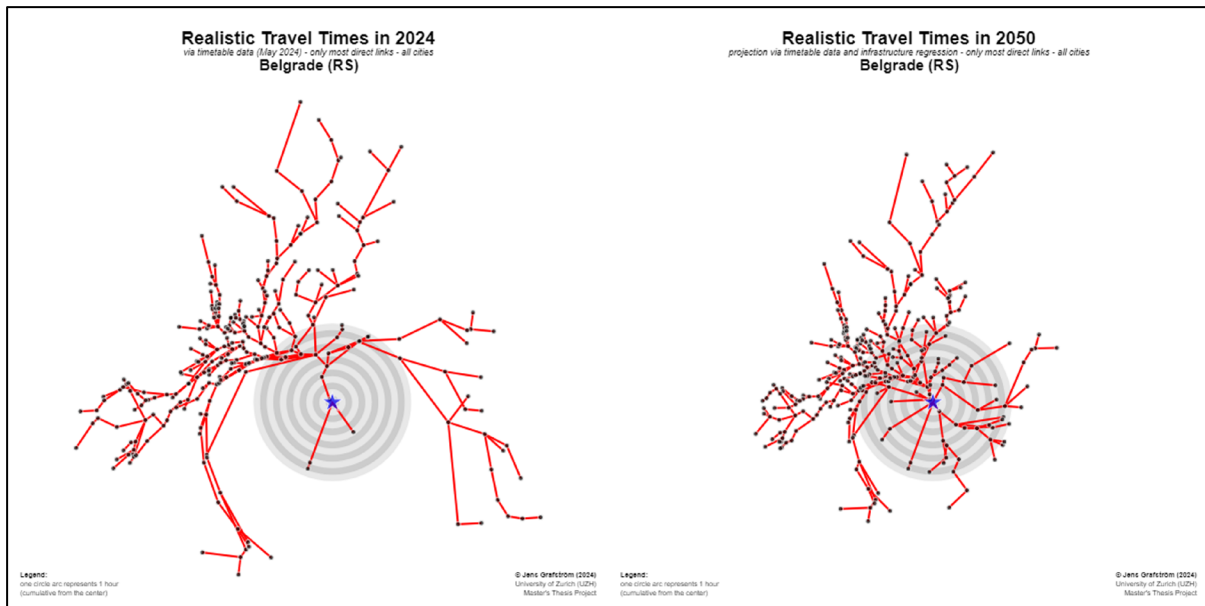 Realistic Travel Times in 2024
via timetable data (May 2024) - only most direct links - all cities
Belgrade (RS)
Legend:
one circle arc represents 1 hour
(cumulative from the center)
© Jens Grafström (2024)
University of Zurich (UZH)
Master's Thesis Project
Realistic Travel Times in 2050
projection via timetable data and infrastructure regression - only most direct links - all cities
Belgrade (RS)
Legend:
one circle arc represents 1 hour
(cumulative from the center)
© Jens Grafström (2024)
University of Zurich (UZH)
Master's Thesis Project